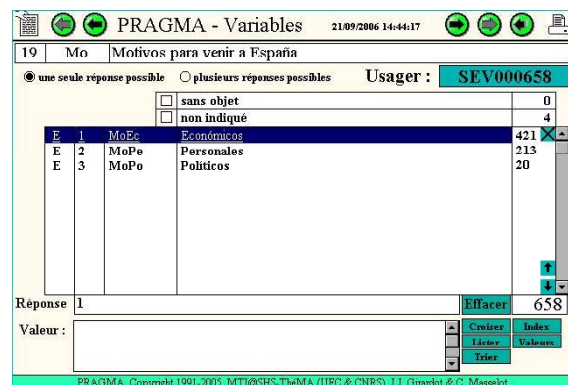 PRAGMA - Variables 21/09/2006 14:44:17
19 Mo Motivos para venir a España
une seule réponse possible plusieurs réponses possibles Usager : SEV000658
sans objet 0
non indiqué 4
E 1 MoEc Económicos 421
E 2 MoPe Personales 213
E 3 MoPo Políticos 20
Réponse 1 Effacer 658
Valeur : Croiser Index
Lister Valeurs
Trier
PRAGMA Copyright 1991-2005 MTI@SHS-ThéMA (UFC & CNRS) J.J. Girardot & C. Masselot